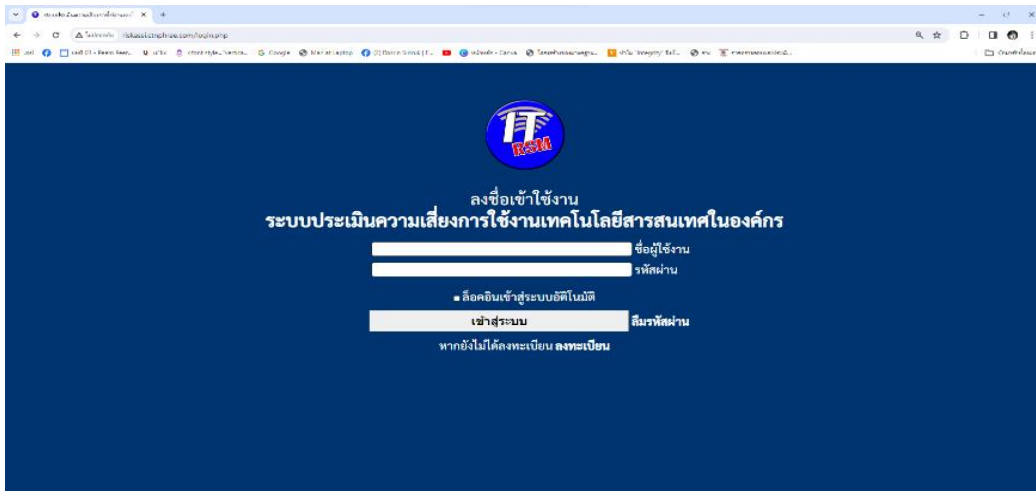 riskassi.ctnphrae.com/login.php
IT
RSM
ลงชื่อเข้าใช้งาน
ระบบประเมินความเสี่ยงการใช้งานเทคโนโลยีสารสนเทศในองค์กร
ชื่อผู้ใช้งาน
รหัสผ่าน
ล็อคอินเข้าสู่ระบบอัติโนมัติ
เข้าสู่ระบบ ลืมรหัสผ่าน
หากยังไม่ได้ลงทะเบียน ลงทะเบียน